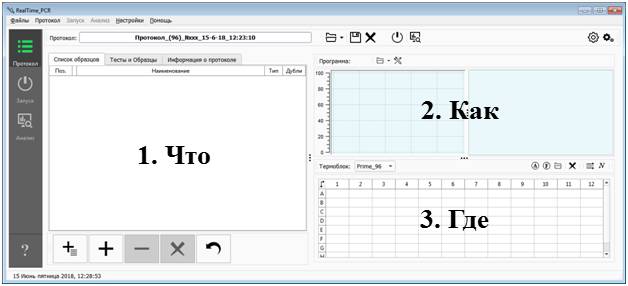 RealTime_PCR
Файлы Протокол Запуск Анализ Настройки Помощь
Протокол: Протокол_(96)_Rxxx_15-6-18_12:23:10
Протокол
Запуск
Анализ
?
Список образцов Тесты и Образцы Информация о протоколе
Поз. Наименование Тип Дубли
1. Что
Программа:
100
80
60
40
20
0
2. Как
Термоблок: Prime_96
A F N
1 2 3 4 5 6 7 8 9 10 11 12
A
B
C
D
E
F
G
H
3. Где
15 Июнь пятница 2018, 12:28:53